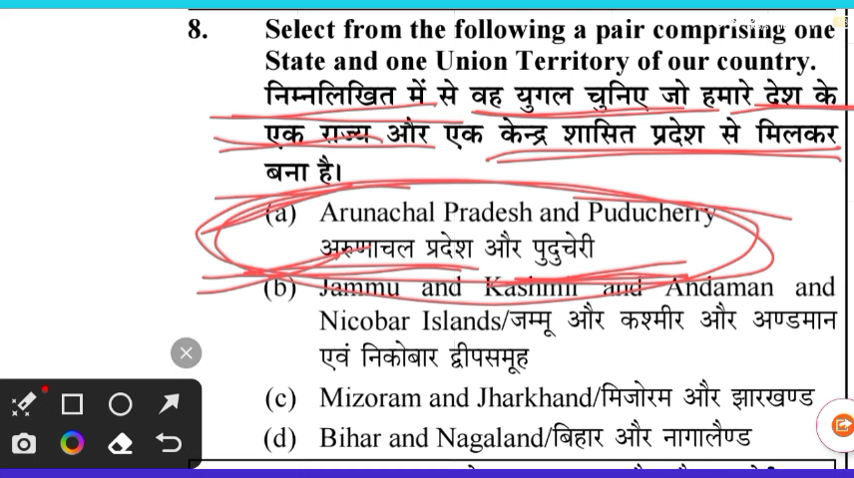 8. Select from the following a pair comprising one
State and one Union Territory of our country.
निम्नलिखित में से वह युगल चुनिए जो हमारे देश के
एक राज्य और एक केन्द्र शासित प्रदेश से मिलकर
बना है।
(a) Arunachal Pradesh and Puducherry
अरुणाचल प्रदेश और पुदुचेरी
(b) Jammu and Kashmir and Andaman and
Nicobar Islands/जम्मू और कश्मीर और अण्डमान
एवं निकोबार द्वीपसमूह
(c) Mizoram and Jharkhand/मिजोरम और झारखण्ड
(d) Bihar and Nagaland/बिहार और नागालैण्ड